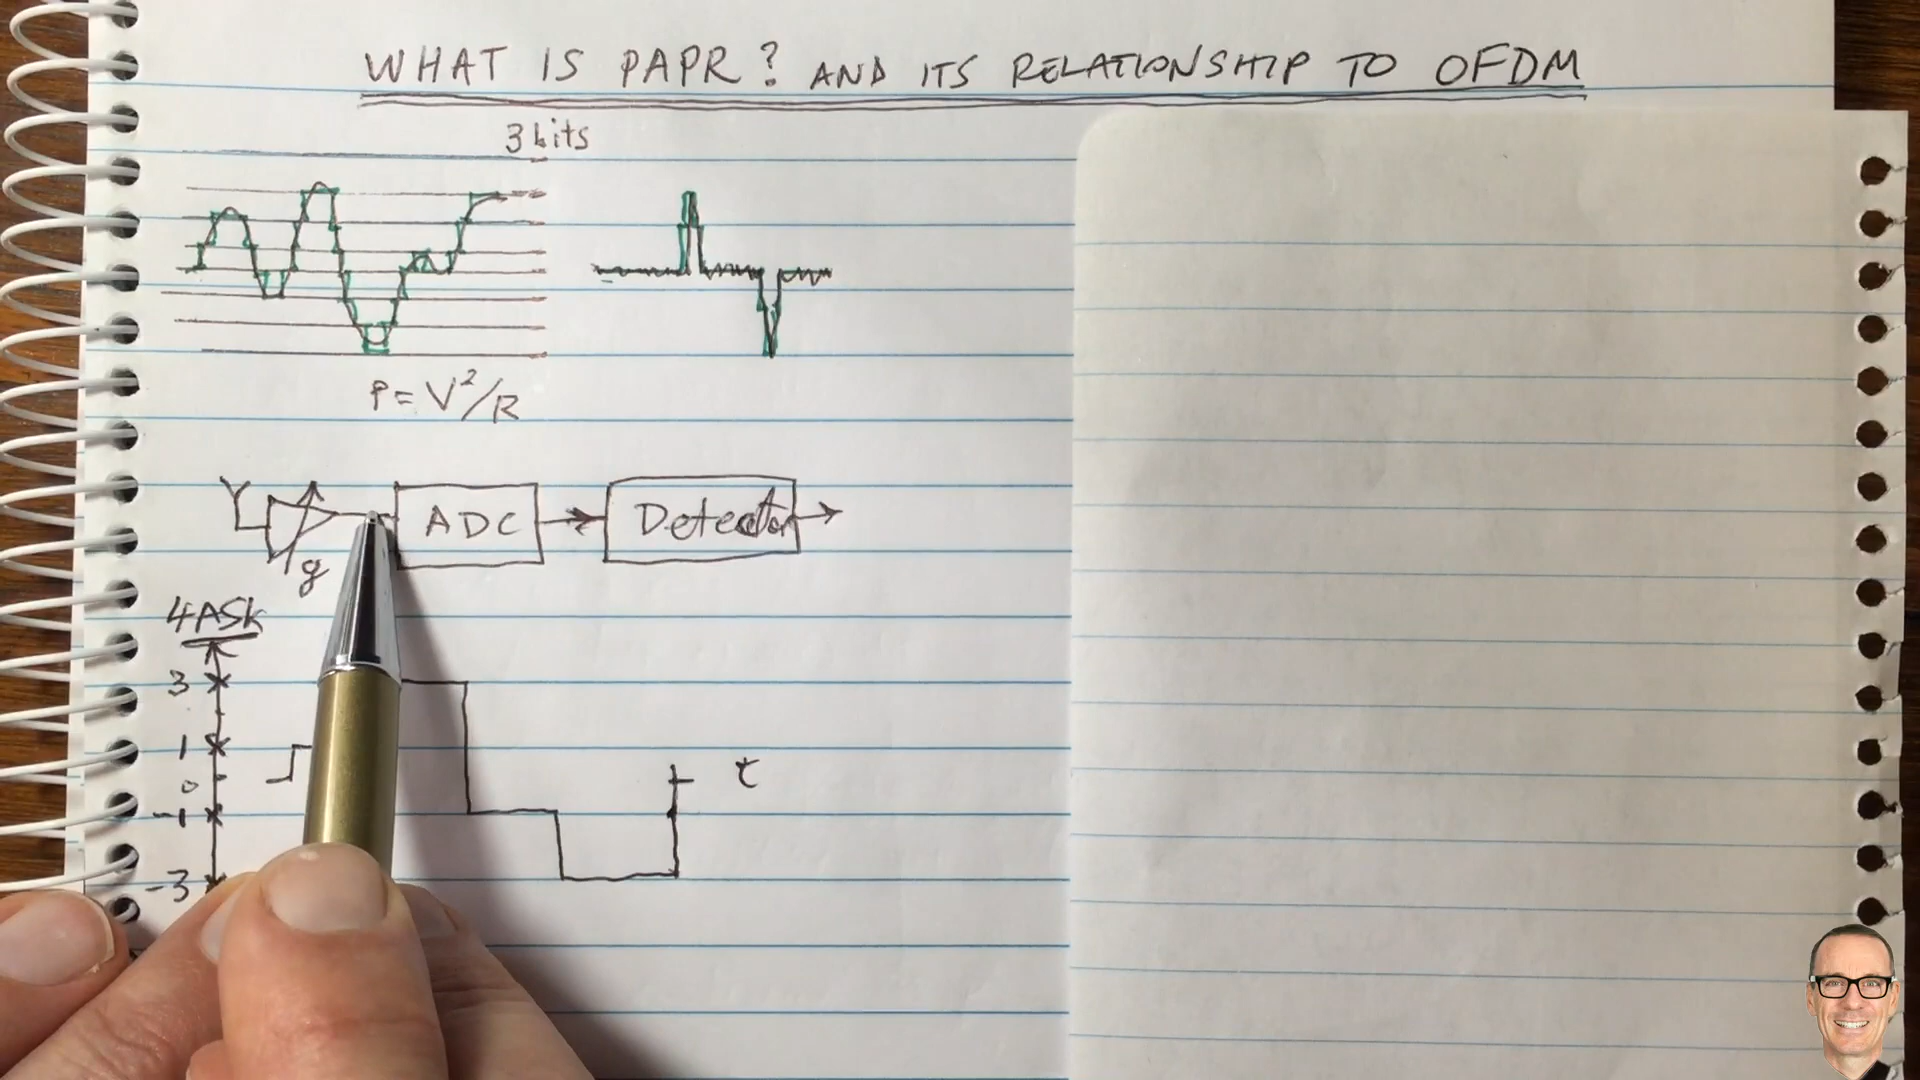 WHAT IS PAPR? AND ITS RELATIONSHIP TO OFDM
3 bits
P = V²/R
ADC
Detector
g
4ASK
3
1
0
-1
-3
t